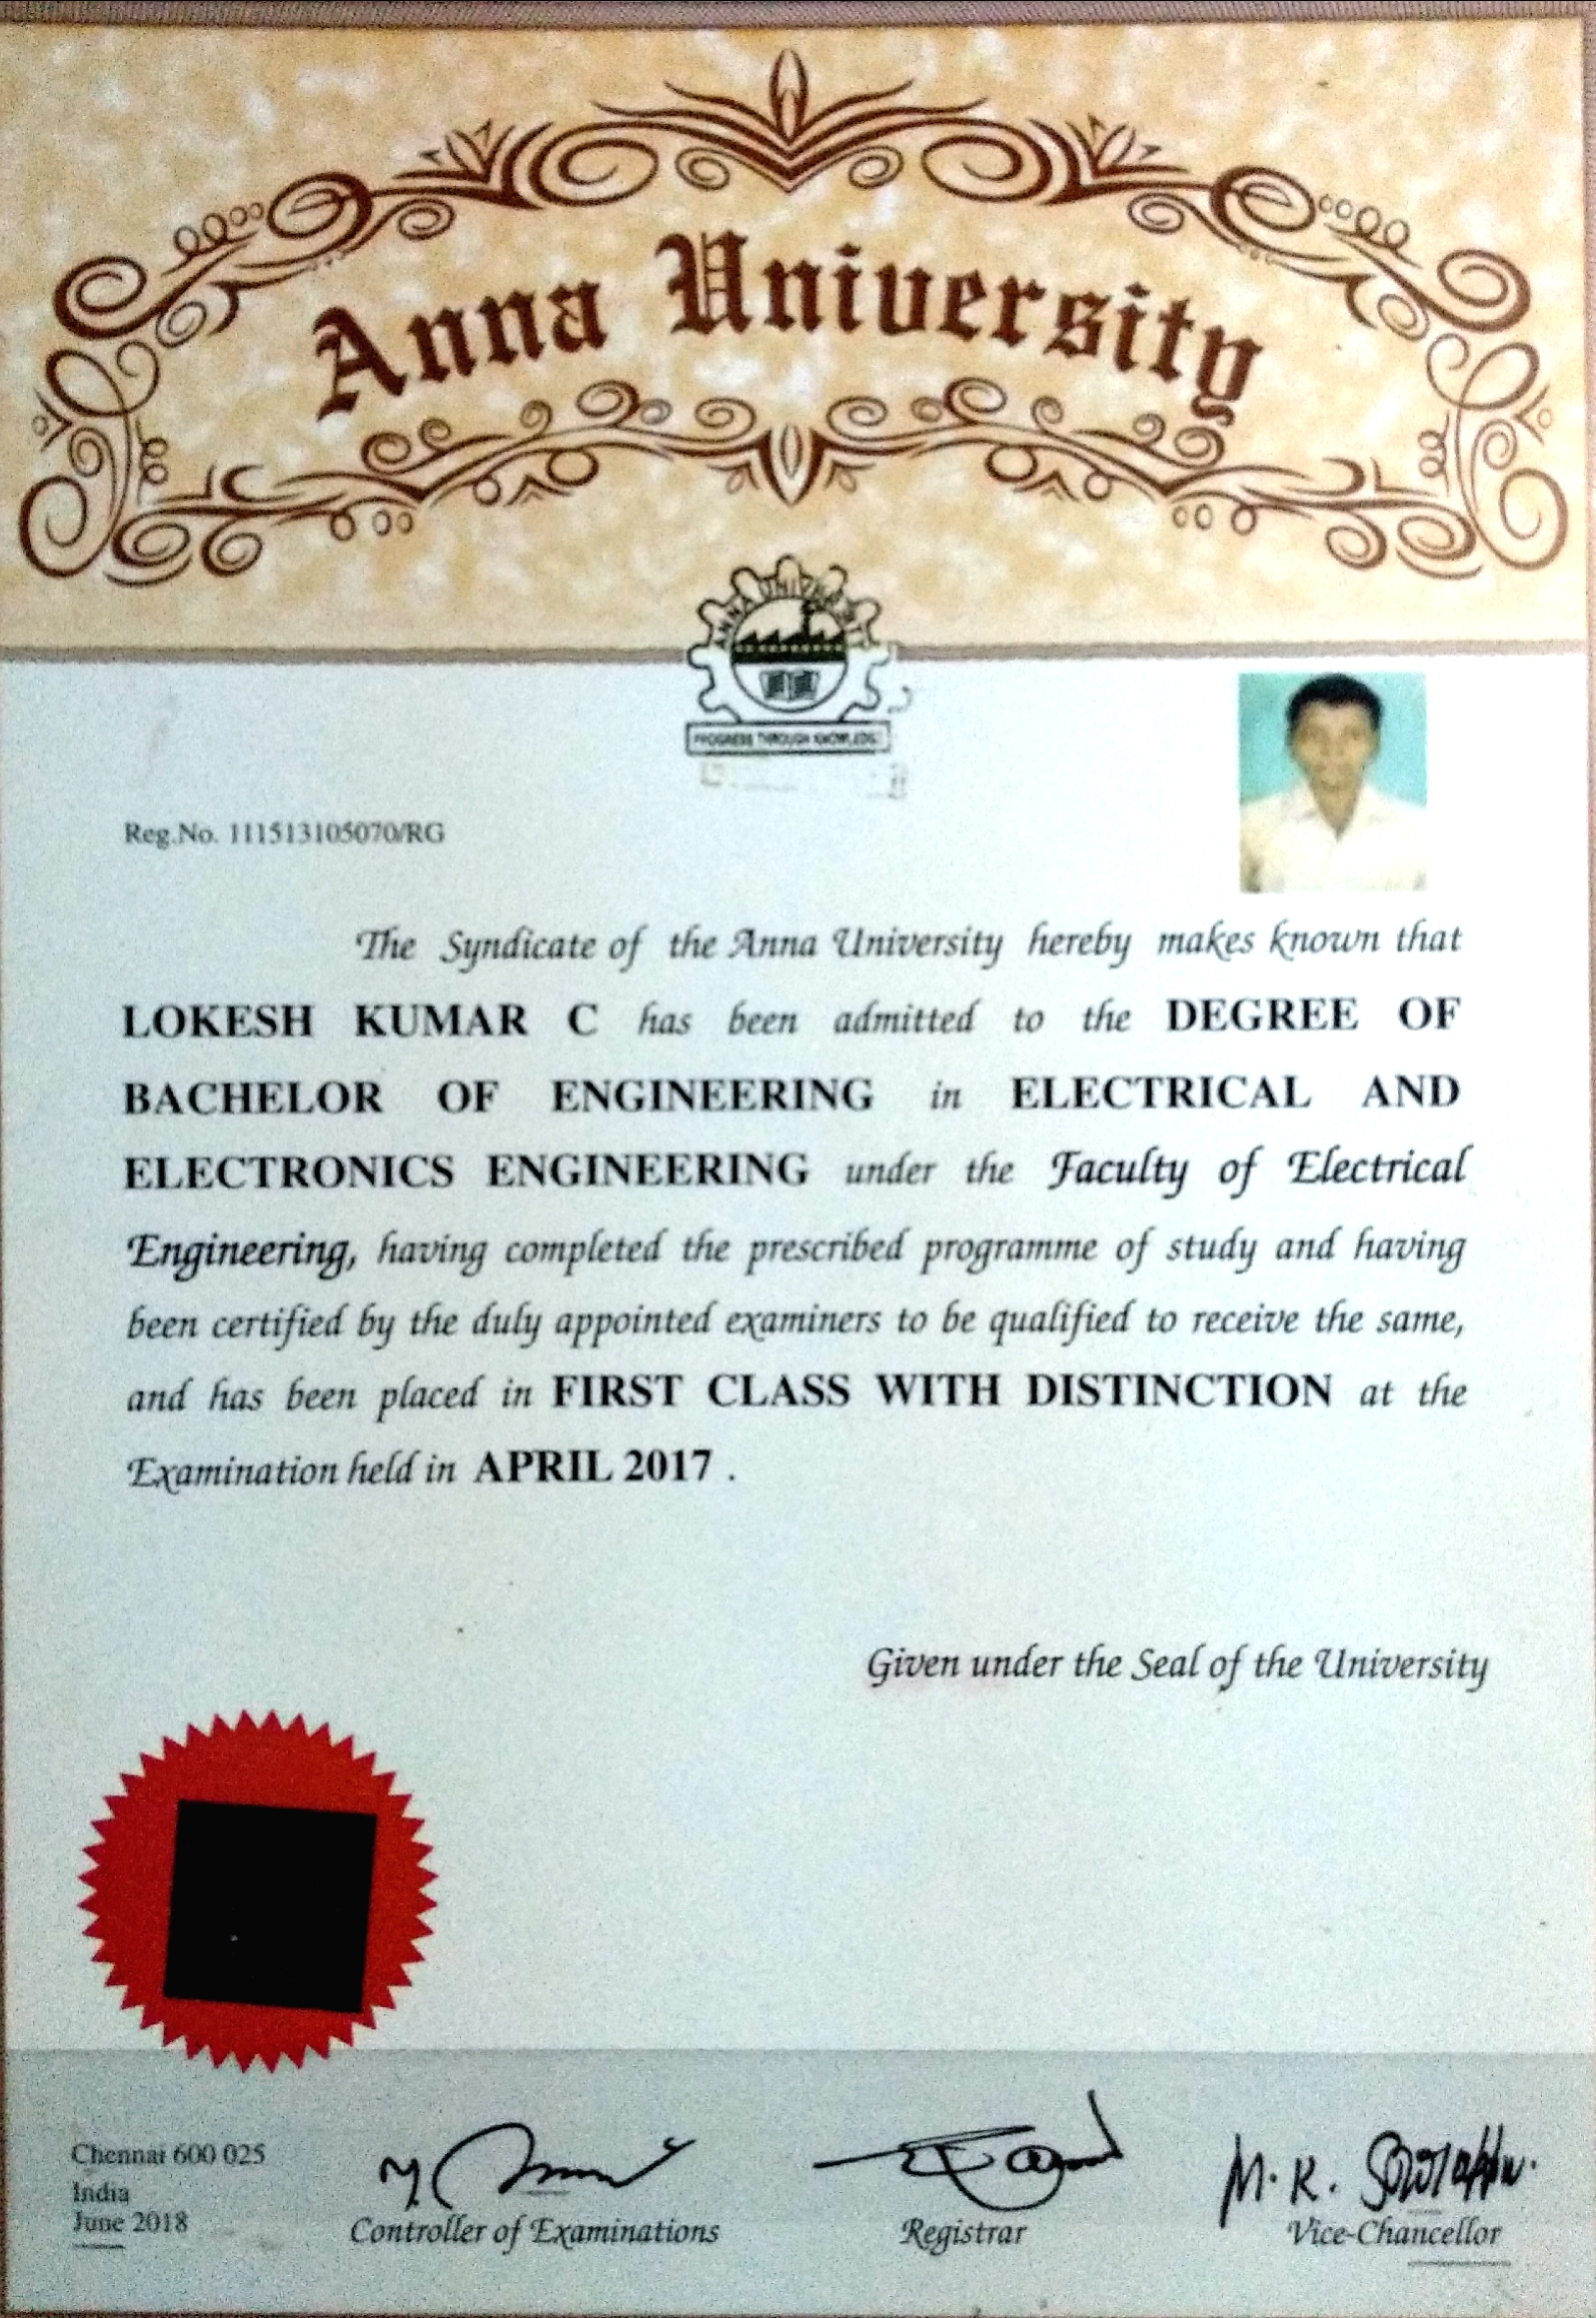 Anna University
ANNA UNIVERSITY
PROGRESS THROUGH KNOWLEDGE
Reg.No. 111513105070/RG
The Syndicate of the Anna University hereby makes known that
LOKESH KUMAR C has been admitted to the DEGREE OF
BACHELOR OF ENGINEERING in ELECTRICAL AND
ELECTRONICS ENGINEERING under the Faculty of Electrical
Engineering, having completed the prescribed programme of study and having
been certified by the duly appointed examiners to be qualified to receive the same,
and has been placed in FIRST CLASS WITH DISTINCTION at the
Examination held in APRIL 2017 .
Given under the Seal of the University
Chennai 600 025
India
June 2018
M. K.
Controller of Examinations
Registrar
Vice-Chancellor